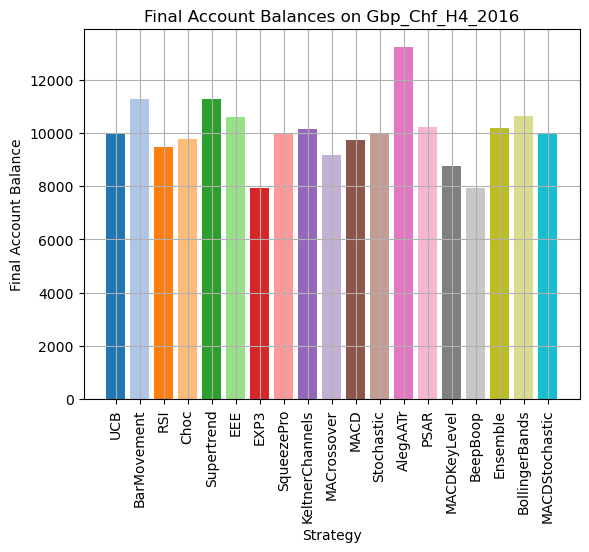 Final Account Balances on Gbp_Chf_H4_2016
Final Account Balance
12000
10000
8000
6000
4000
2000
0
UCB
BarMovement
RSI
Choc
Supertrend
EEE
EXP3
SqueezePro
KeltnerChannels
MACrossover
MACD
Stochastic
AlegAATr
PSAR
MACDKeyLevel
BeepBoop
Ensemble
BollingerBands
MACDStochastic
Strategy